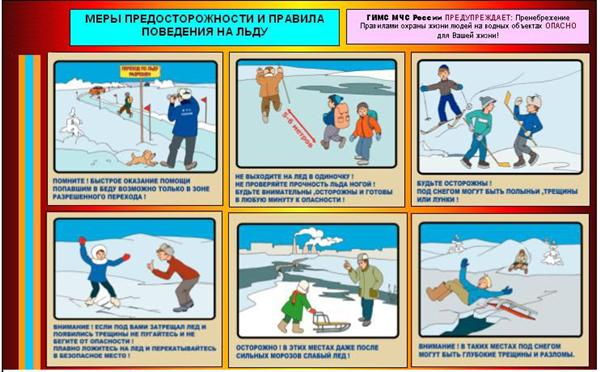 МЕРЫ ПРЕДОСТОРОЖНОСТИ И ПРАВИЛА
ПОВЕДЕНИЯ НА ЛЬДУ
ГИМС МЧС России ПРЕДУПРЕЖДАЕТ: Пренебрежение
Правилами охраны жизни людей на водных объектах ОПАСНО
для Вашей жизни!
ПЕРЕХОД ПО ЛЬДУ
РАЗРЕШЕН
ПОМНИТЕ ! БЫСТРОЕ ОКАЗАНИЕ ПОМОЩИ
ПОПАВШИМ В БЕДУ ВОЗМОЖНО ТОЛЬКО В ЗОНЕ
РАЗРЕШЕННОГО ПЕРЕХОДА !
5-6 метров
НЕ ВЫХОДИТЕ НА ЛЕД В ОДИНОЧКУ !
НЕ ПРОВЕРЯЙТЕ ПРОЧНОСТЬ ЛЬДА НОГОЙ !
БУДЬТЕ ВНИМАТЕЛЬНЫ ,ОСТОРОЖНЫ И ГОТОВЫ
В ЛЮБУЮ МИНУТУ К ОПАСНОСТИ !
БУДЬТЕ ОСТОРОЖНЫ !
ПОД СНЕГОМ МОГУТ БЫТЬ ПОЛЫНЬИ ,ТРЕЩИНЫ
ИЛИ ЛУНКИ !
ВНИМАНИЕ ! ЕСЛИ ПОД ВАМИ ЗАТРЕЩАЛ ЛЕД И
ПОЯВИЛИСЬ ТРЕЩИНЫ НЕ ПУГАЙТЕСЬ И НЕ
БЕГИТЕ ОТ ОПАСНОСТИ !
ПЛАВНО ЛОЖИТЕСЬ НА ЛЕД И ПЕРЕКАТЫВАЙТЕСЬ
В БЕЗОПАСНОЕ МЕСТО !
ОСТОРОЖНО ! В ЭТИХ МЕСТАХ ДАЖЕ ПОСЛЕ
СИЛЬНЫХ МОРОЗОВ СЛАБЫЙ ЛЕД !
ВНИМАНИЕ ! В ТАКИХ МЕСТАХ ПОД СНЕГОМ
МОГУТ БЫТЬ ГЛУБОКИЕ ТРЕЩИНЫ И РАЗЛОМЫ.